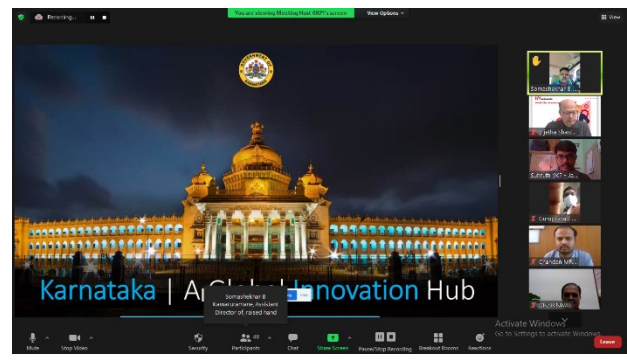 Recording...
You are viewing Meeting Host
screen
View Options
View
Somashekhar B
Karnataka | A Global Innovation Hub
Somashekhar B
Assistant
Director of, raised hand
Activate Windows
Go to Settings to activate Windows.
Mute
Stop Video
Security
Participants
Chat
Share Screen
Pause/Stop Recording
Breakout Rooms
Reactions
Leave